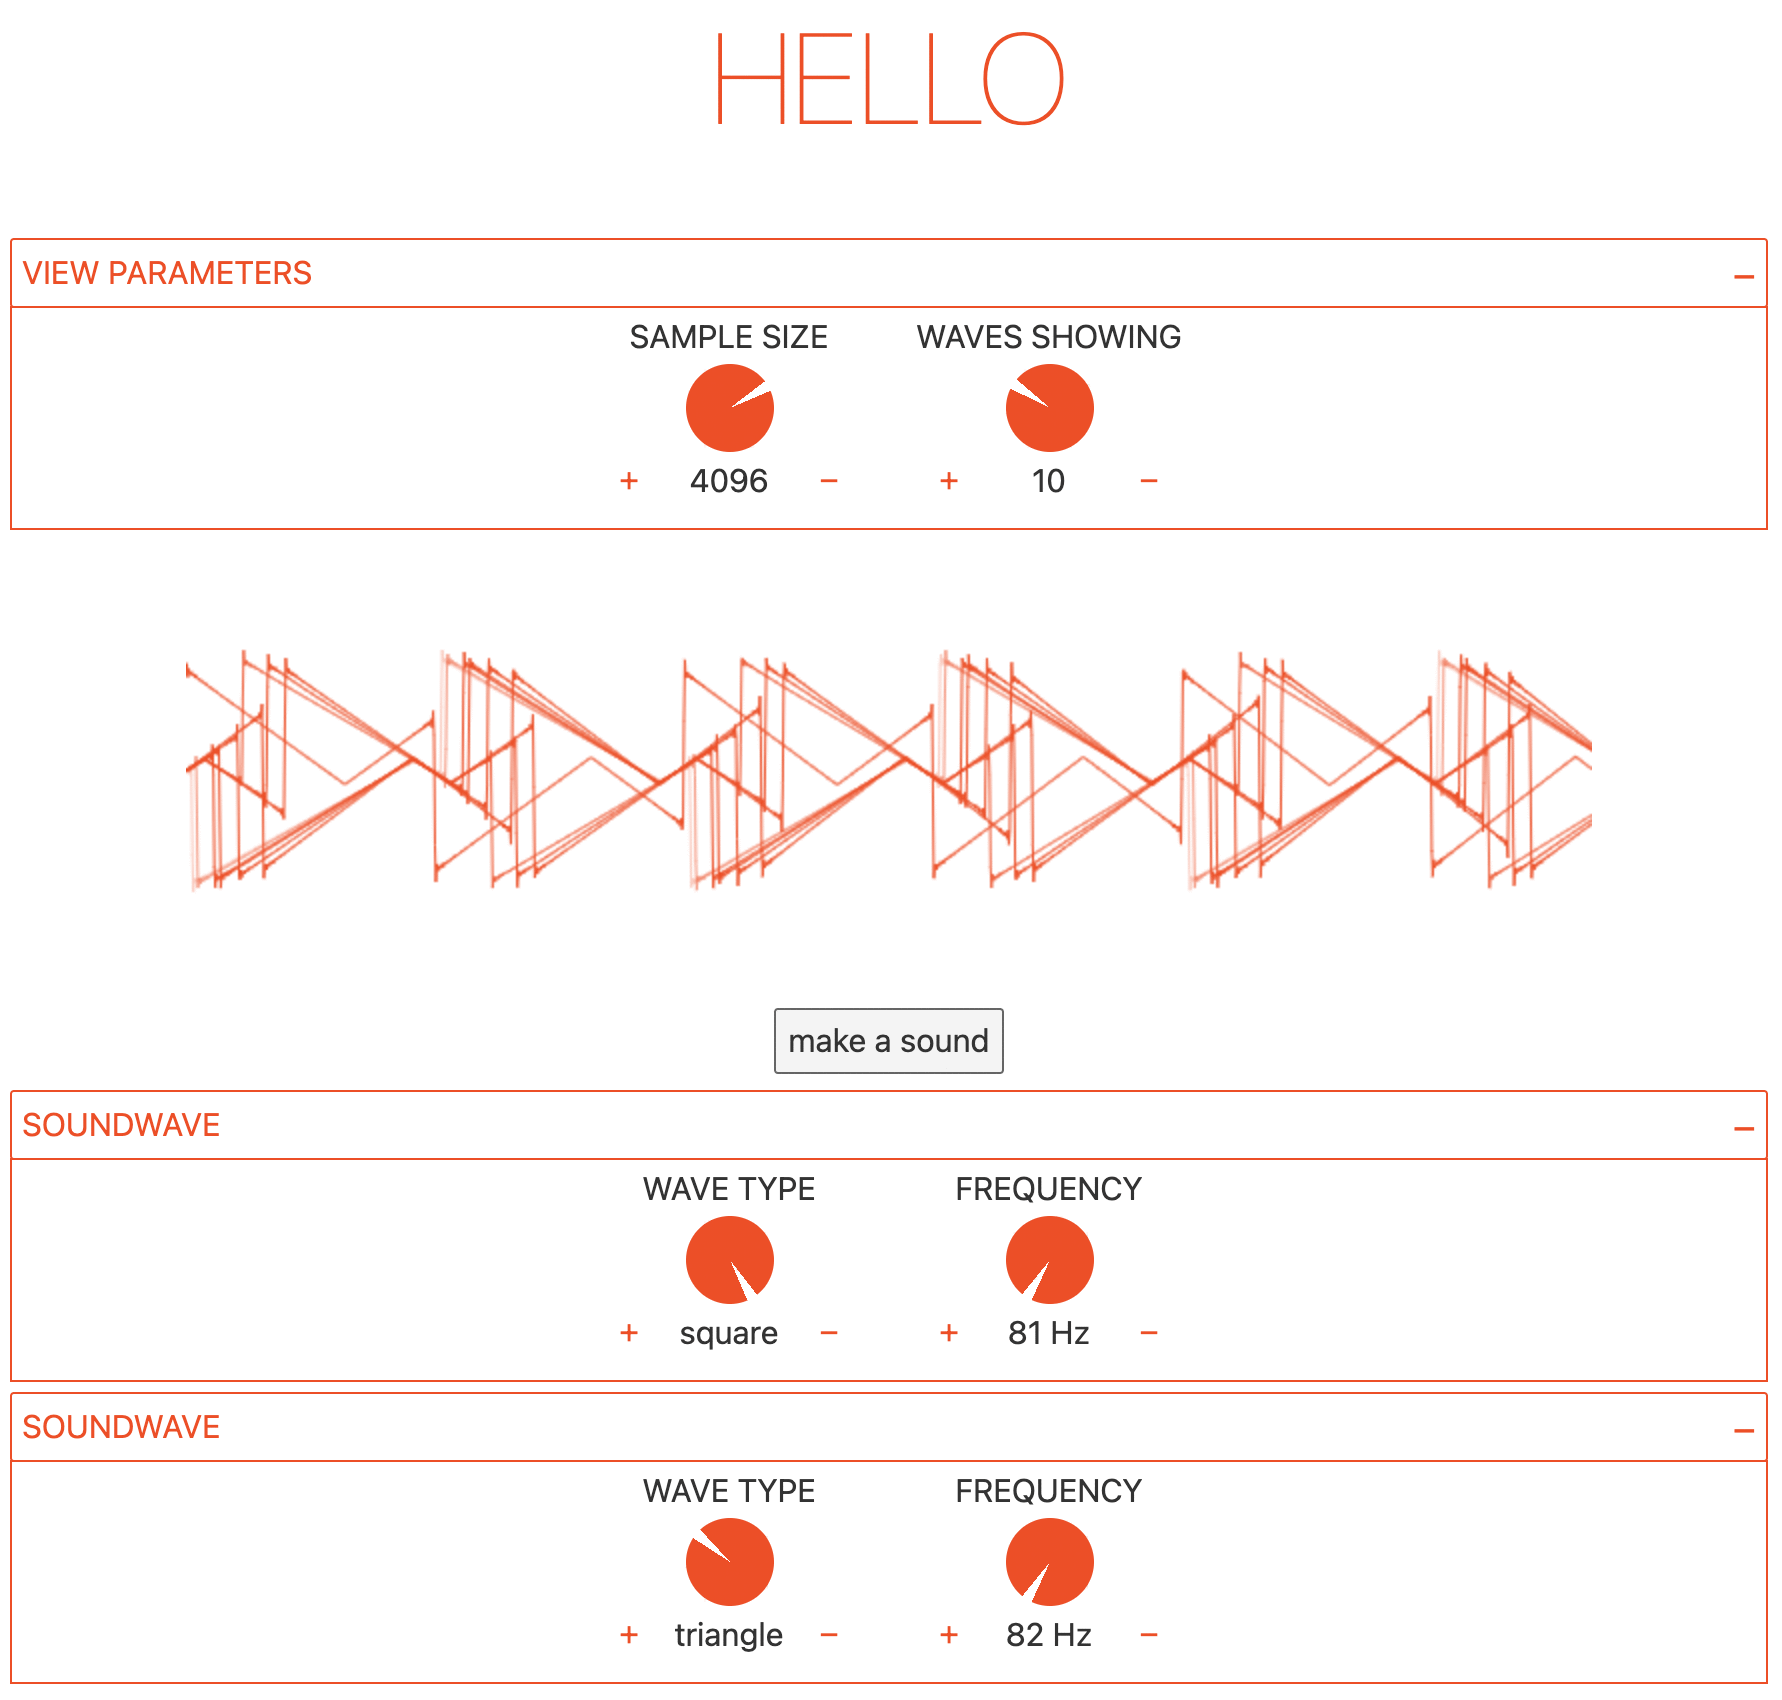 HELLO
VIEW PARAMETERS –
SAMPLE SIZE WAVES SHOWING
+ 4096 – + 10 –
make a sound
SOUNDWAVE –
WAVE TYPE FREQUENCY
+ square – + 81 Hz –
SOUNDWAVE –
WAVE TYPE FREQUENCY
+ triangle – + 82 Hz –